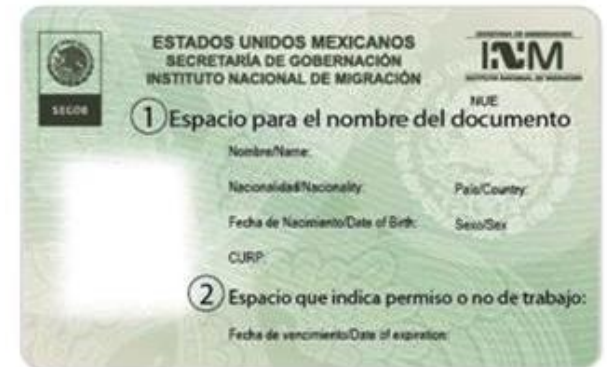 ESTADOS UNIDOS MEXICANOS
SECRETARÍA DE GOBERNACIÓN
INSTITUTO NACIONAL DE MIGRACIÓN
SEGOB
INM
NUE
1 Espacio para el nombre del documento
Nombre/Name:
Nacionalidad/Nacionality: País/Country:
Fecha de Nacimiento/Date of Birth: Sexo/Sex
CURP:
2 Espacio que indica permiso o no de trabajo:
Fecha de vencimiento/Date of expiration: